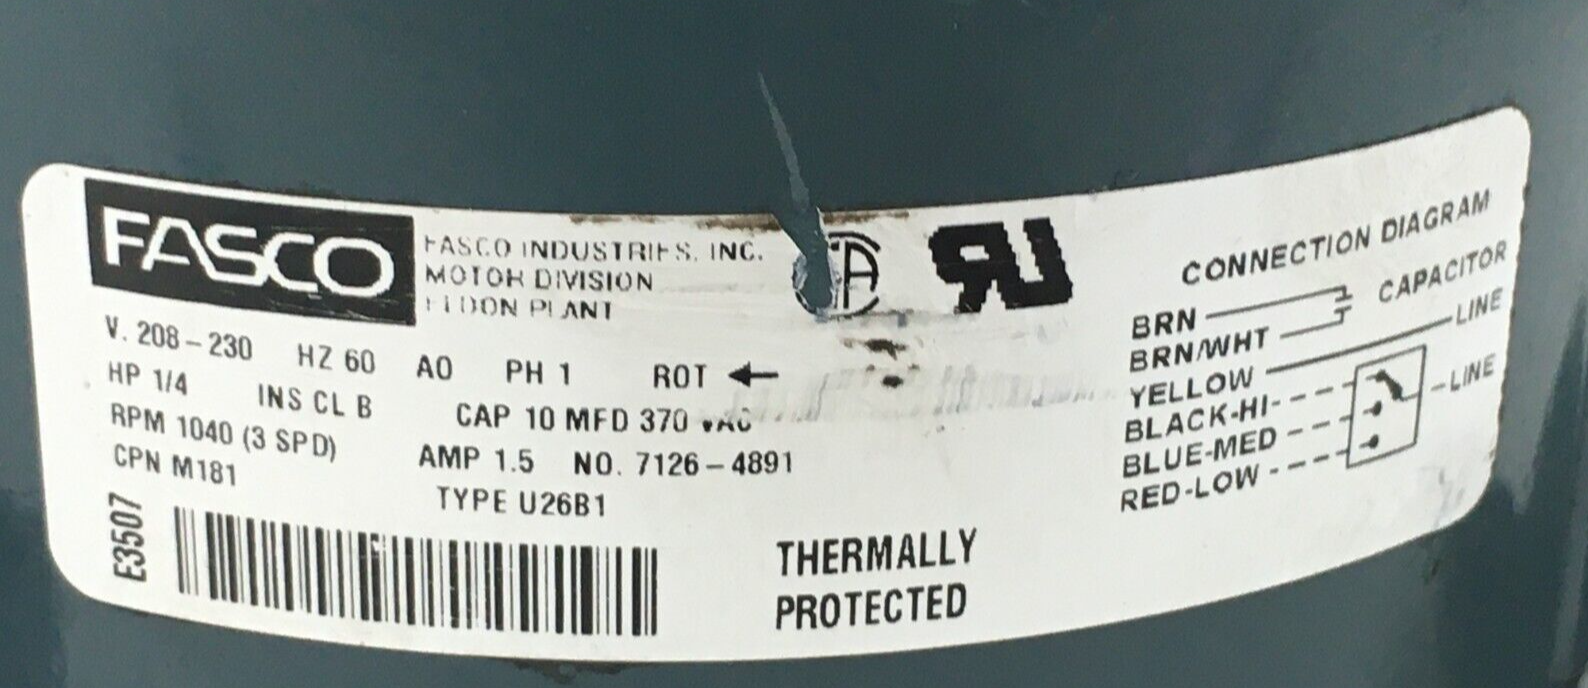 FASCO
FASCO INDUSTRIES, INC.
MOTOR DIVISION
ELDON PLANT
V. 208-230 HZ 60 AO PH 1 ROT ←
HP 1/4 INS CL B CAP 10 MFD 370 VAC
RPM 1040 (3 SPD) AMP 1.5 NO. 7126-4891
CPN M181 TYPE U26B1
E3507
THERMALLY
PROTECTED
CONNECTION DIAGRAM
BRN CAPACITOR
BRN/WHT
YELLOW LINE
BLACK-HI LINE
BLUE-MED
RED-LOW